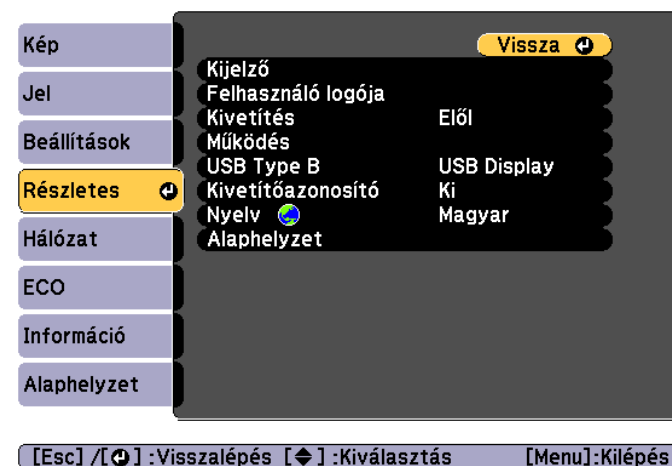 Kép
Jel
Beállítások
Részletes
Hálózat
ECO
Információ
Alaphelyzet
Vissza
Kijelző
Felhasználó logója
Kivetítés Elől
Működés
USB Type B USB Display
Kivetítőazonosító Ki
Nyelv Magyar
Alaphelyzet
[Esc] /[ ] :Visszalépés [ ] :Kiválasztás [Menu]:Kilépés